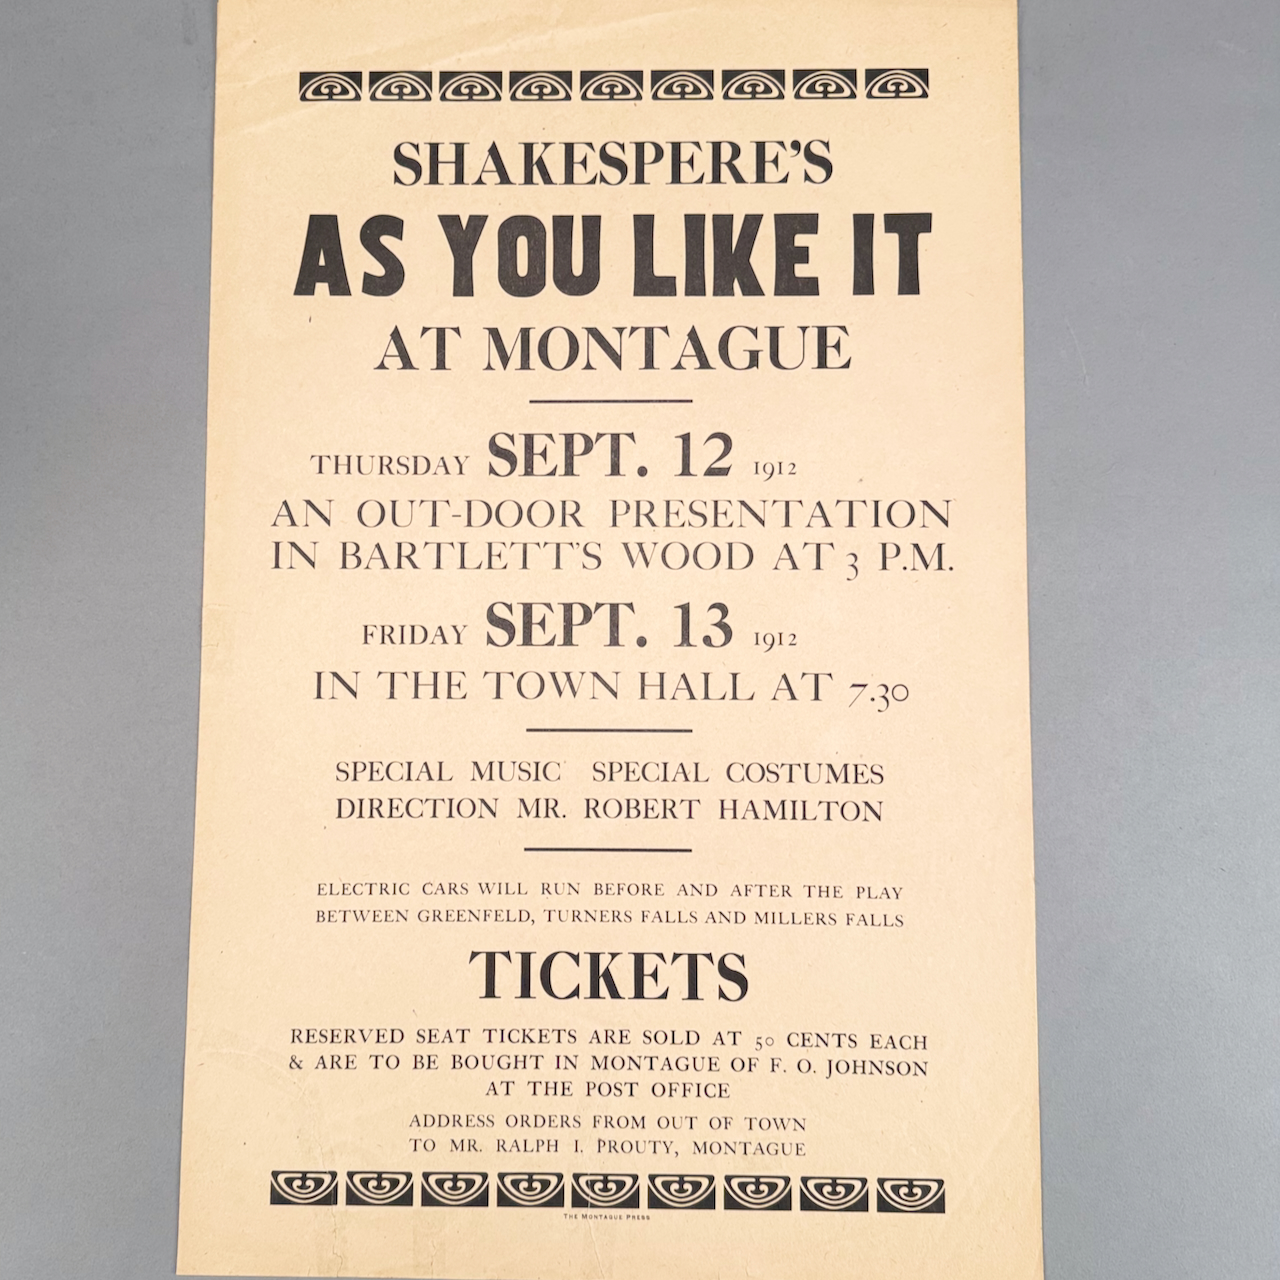 SHAKESPERE'S
AS YOU LIKE IT
AT MONTAGUE
THURSDAY SEPT. 12 1912
AN OUT-DOOR PRESENTATION
IN BARTLETT'S WOOD AT 3 P.M.
FRIDAY SEPT. 13 1912
IN THE TOWN HALL AT 7.30
SPECIAL MUSIC SPECIAL COSTUMES
DIRECTION MR. ROBERT HAMILTON
ELECTRIC CARS WILL RUN BEFORE AND AFTER THE PLAY
BETWEEN GREENFELD, TURNERS FALLS AND MILLERS FALLS
TICKETS
RESERVED SEAT TICKETS ARE SOLD AT 50 CENTS EACH
& ARE TO BE BOUGHT IN MONTAGUE OF F. O. JOHNSON
AT THE POST OFFICE
ADDRESS ORDERS FROM OUT OF TOWN
TO MR. RALPH I. PROUTY, MONTAGUE
THE MONTAGUE PRESS